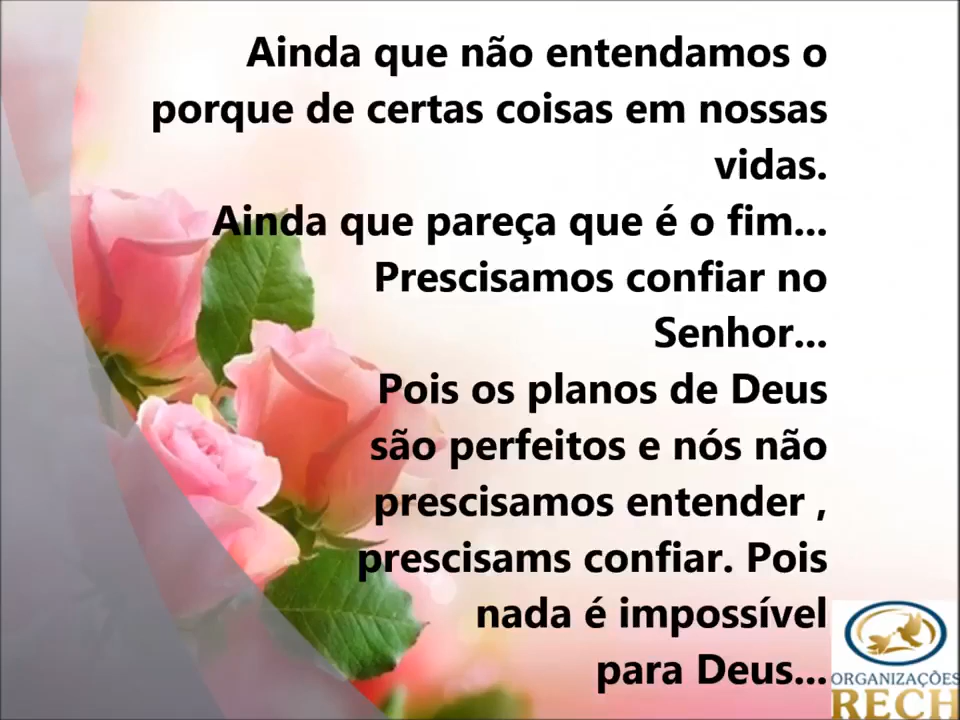 Ainda que não entendamos o
porque de certas coisas em nossas
vidas.
Ainda que pareça que é o fim...
Prescisamos confiar no
Senhor...
Pois os planos de Deus
são perfeitos e nós não
prescisamos entender ,
prescisams confiar. Pois
nada é impossível
para Deus...
ORGANIZAÇÕES
RECH